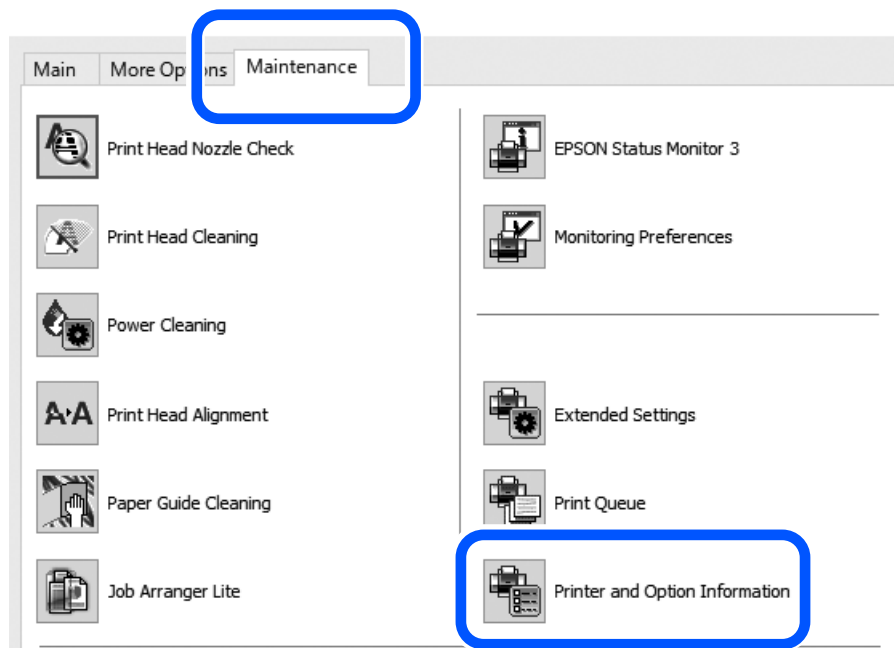 Main
More Options
Maintenance
Print Head Nozzle Check
Print Head Cleaning
Power Cleaning
Print Head Alignment
Paper Guide Cleaning
Job Arranger Lite
EPSON Status Monitor 3
Monitoring Preferences
Extended Settings
Print Queue
Printer and Option Information